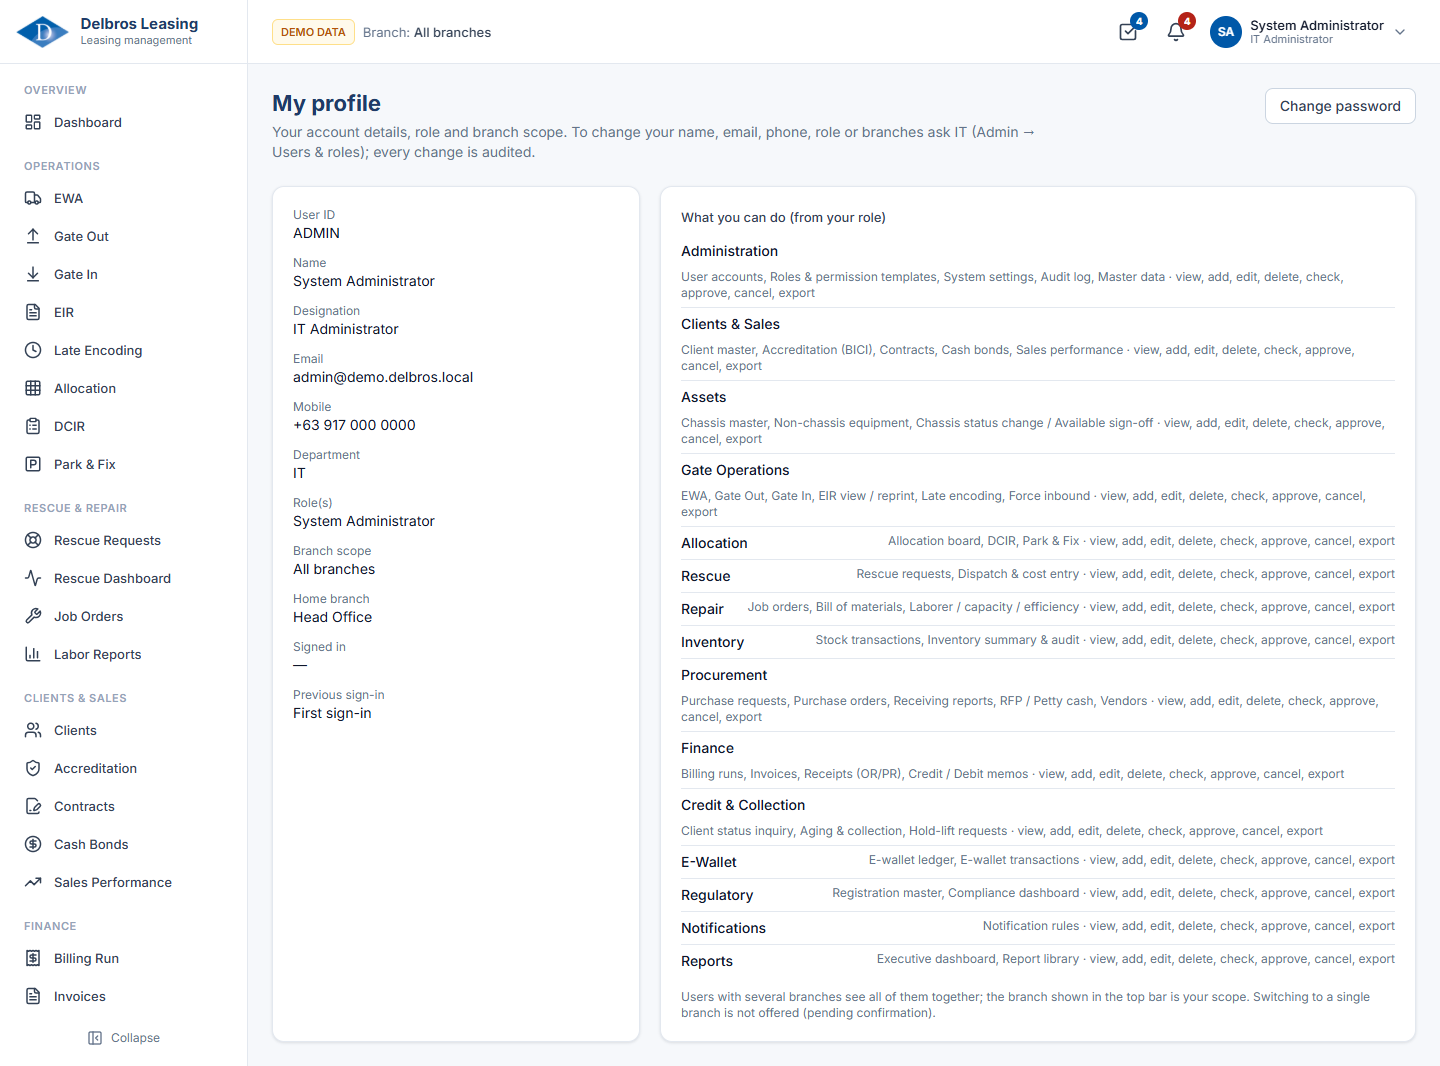 Delbros Leasing
Leasing management
DEMO DATA
Branch: All branches
4
4
SA
System Administrator
IT Administrator
OVERVIEW
Dashboard
OPERATIONS
EWA
Gate Out
Gate In
EIR
Late Encoding
Allocation
DCIR
Park & Fix
RESCUE & REPAIR
Rescue Requests
Rescue Dashboard
Job Orders
Labor Reports
CLIENTS & SALES
Clients
Accreditation
Contracts
Cash Bonds
Sales Performance
FINANCE
Billing Run
Invoices
Collapse
My profile
Your account details, role and branch scope. To change your name, email, phone, role or branches ask IT (Admin →
Users & roles); every change is audited.
Change password
User ID
ADMIN
Name
System Administrator
Designation
IT Administrator
Email
admin@demo.delbros.local
Mobile
+63 917 000 0000
Department
IT
Role(s)
System Administrator
Branch scope
All branches
Home branch
Head Office
Signed in
—
Previous sign-in
First sign-in
What you can do (from your role)
Administration
User accounts, Roles & permission templates, System settings, Audit log, Master data · view, add, edit, delete, check,
approve, cancel, export
Clients & Sales
Client master, Accreditation (BICI), Contracts, Cash bonds, Sales performance · view, add, edit, delete, check, approve,
cancel, export
Assets
Chassis master, Non-chassis equipment, Chassis status change / Available sign-off · view, add, edit, delete, check, approve,
cancel, export
Gate Operations
EWA, Gate Out, Gate In, EIR view / reprint, Late encoding, Force inbound · view, add, edit, delete, check, approve, cancel,
export
Allocation
Allocation board, DCIR, Park & Fix · view, add, edit, delete, check, approve, cancel, export
Rescue
Rescue requests, Dispatch & cost entry · view, add, edit, delete, check, approve, cancel, export
Repair
Job orders, Bill of materials, Laborer / capacity / efficiency · view, add, edit, delete, check, approve, cancel, export
Inventory
Stock transactions, Inventory summary & audit · view, add, edit, delete, check, approve, cancel, export
Procurement
Purchase requests, Purchase orders, Receiving reports, RFP / Petty cash, Vendors · view, add, edit, delete, check, approve,
cancel, export
Finance
Billing runs, Invoices, Receipts (OR/PR), Credit / Debit memos · view, add, edit, delete, check, approve, cancel, export
Credit & Collection
Client status inquiry, Aging & collection, Hold-lift requests · view, add, edit, delete, check, approve, cancel, export
E-Wallet
E-wallet ledger, E-wallet transactions · view, add, edit, delete, check, approve, cancel, export
Regulatory
Registration master, Compliance dashboard · view, add, edit, delete, check, approve, cancel, export
Notifications
Notification rules · view, add, edit, delete, check, approve, cancel, export
Reports
Executive dashboard, Report library · view, add, edit, delete, check, approve, cancel, export
Users with several branches see all of them together; the branch shown in the top bar is your scope. Switching to a single
branch is not offered (pending confirmation).